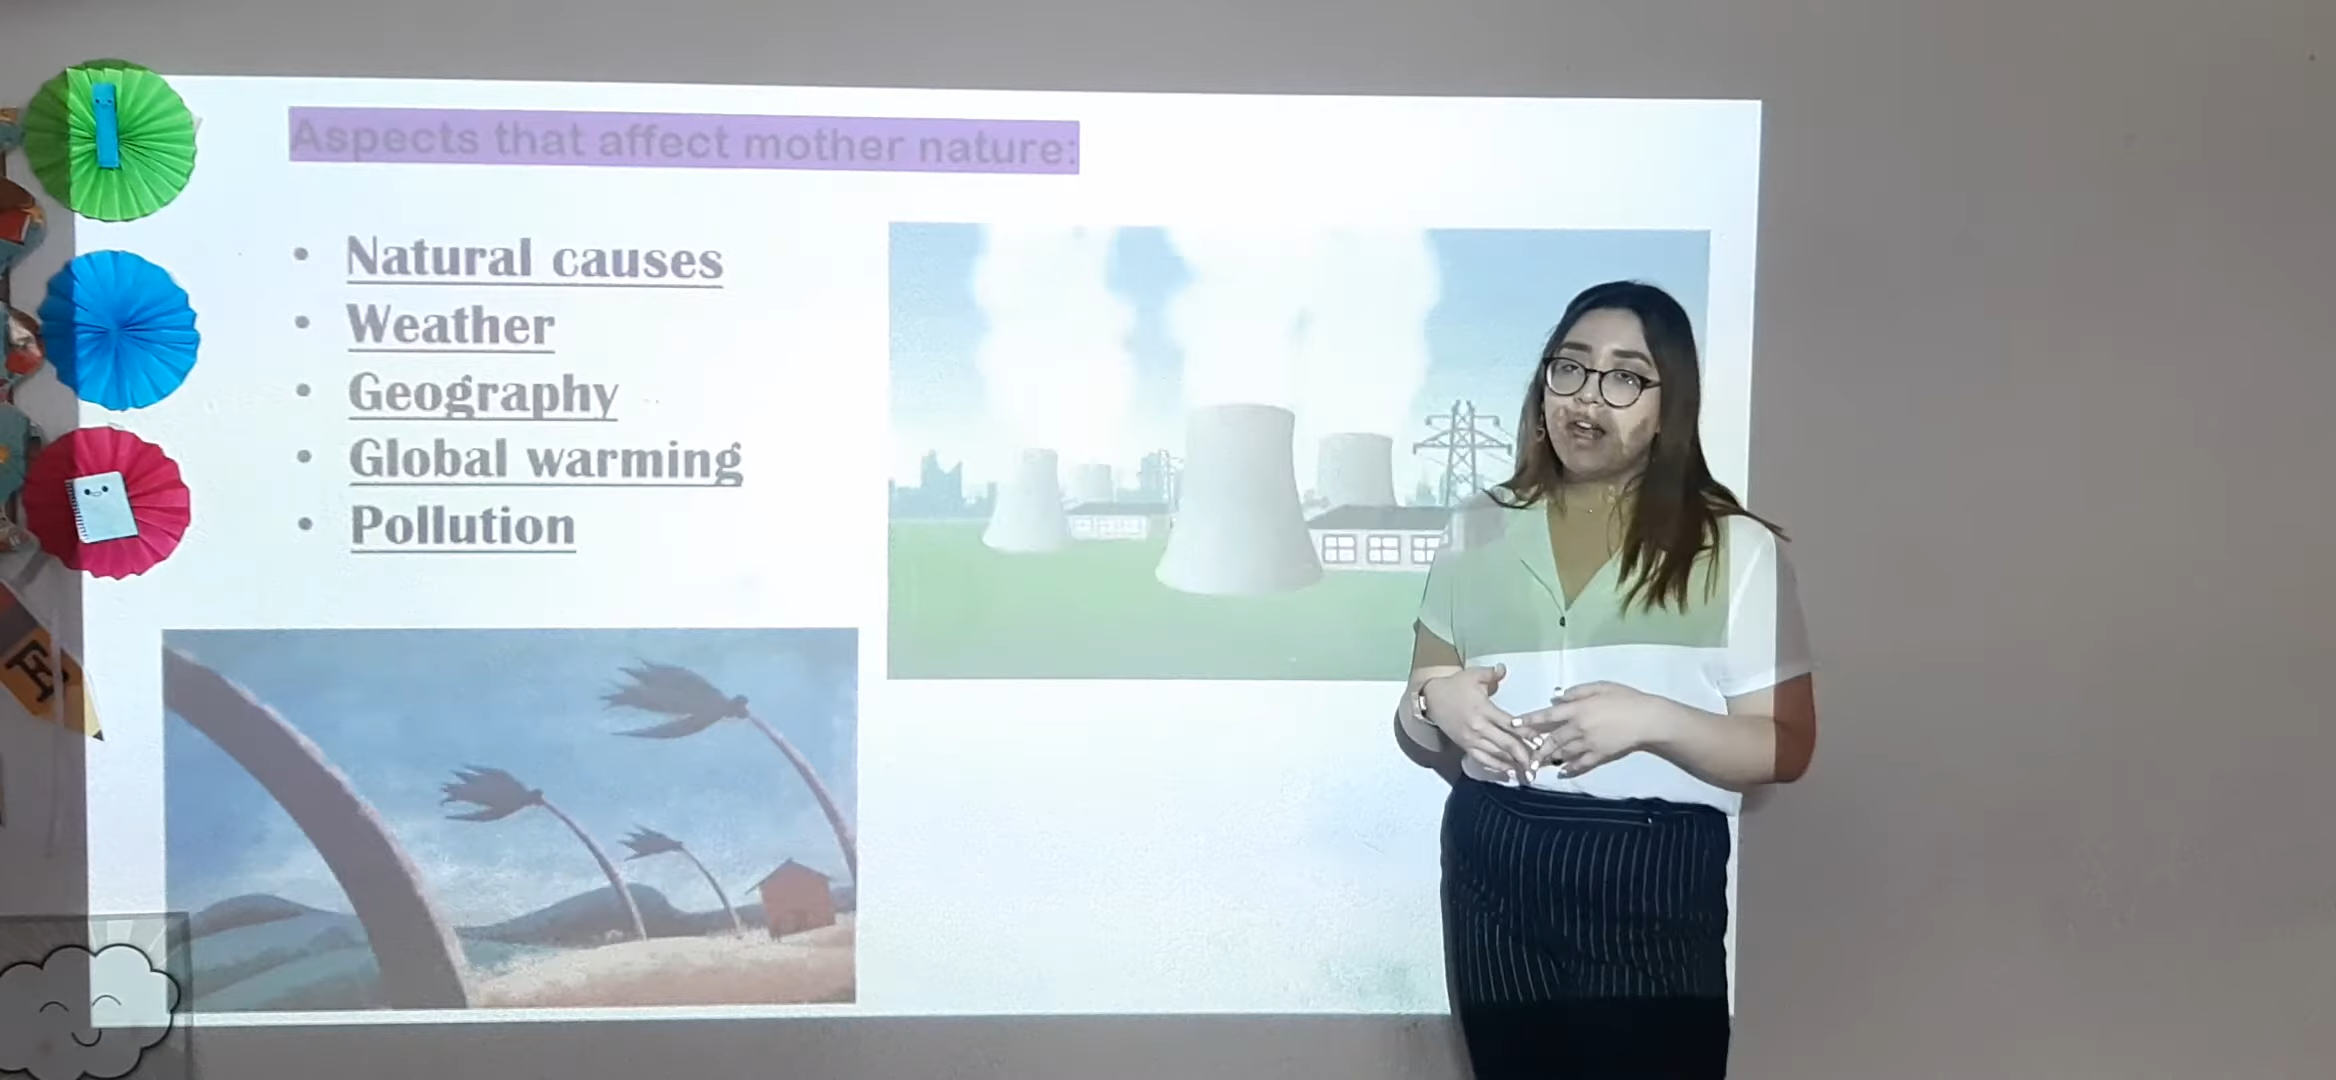 Aspects that affect mother nature:
• Natural causes
• Weather
• Geography
• Global warming
• Pollution